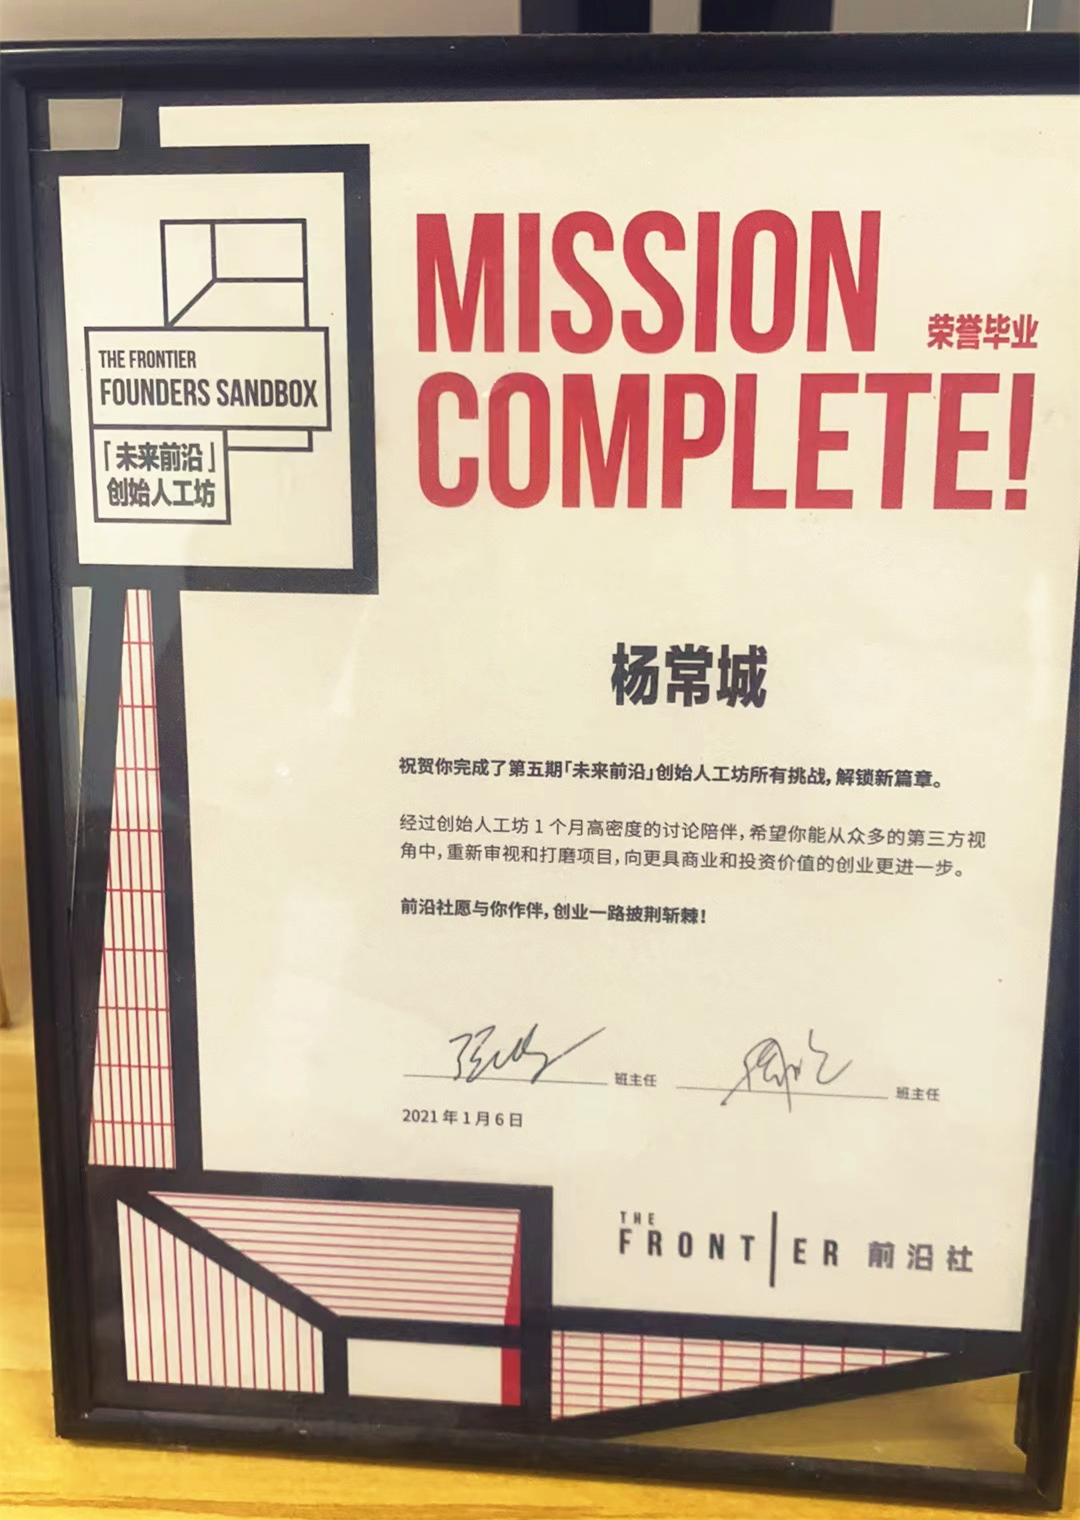 THE FRONTIER
FOUNDERS SANDBOX
「未来前沿」
创始人工坊
MISSION
荣誉毕业
COMPLETE!
杨常城
祝贺你完成了第五期「未来前沿」创始人工坊所有挑战，解锁新篇章。
经过创始人工坊 1 个月高密度的讨论陪伴，希望你能从众多的第三方视
角中，重新审视和打磨项目，向更具商业和投资价值的创业更进一步。
前沿社愿与你作伴，创业一路披荆斩棘！
班主任
班主任
2021 年 1 月 6 日
THE
FRONTIER 前沿社